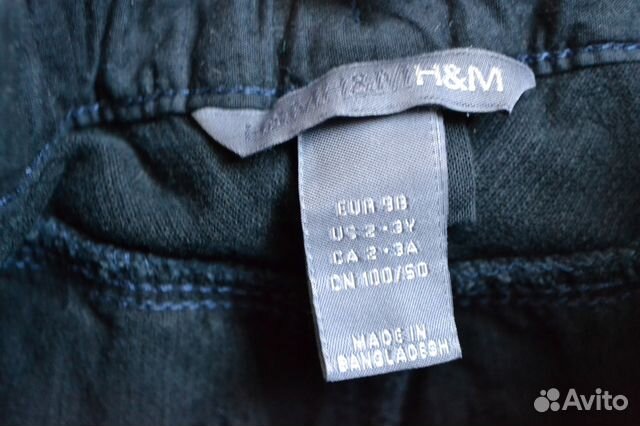 H&M
EUR 98
US 2-3Y
CA 2-3A
CN 100/50
MADE IN
BANGLADESH
Avito